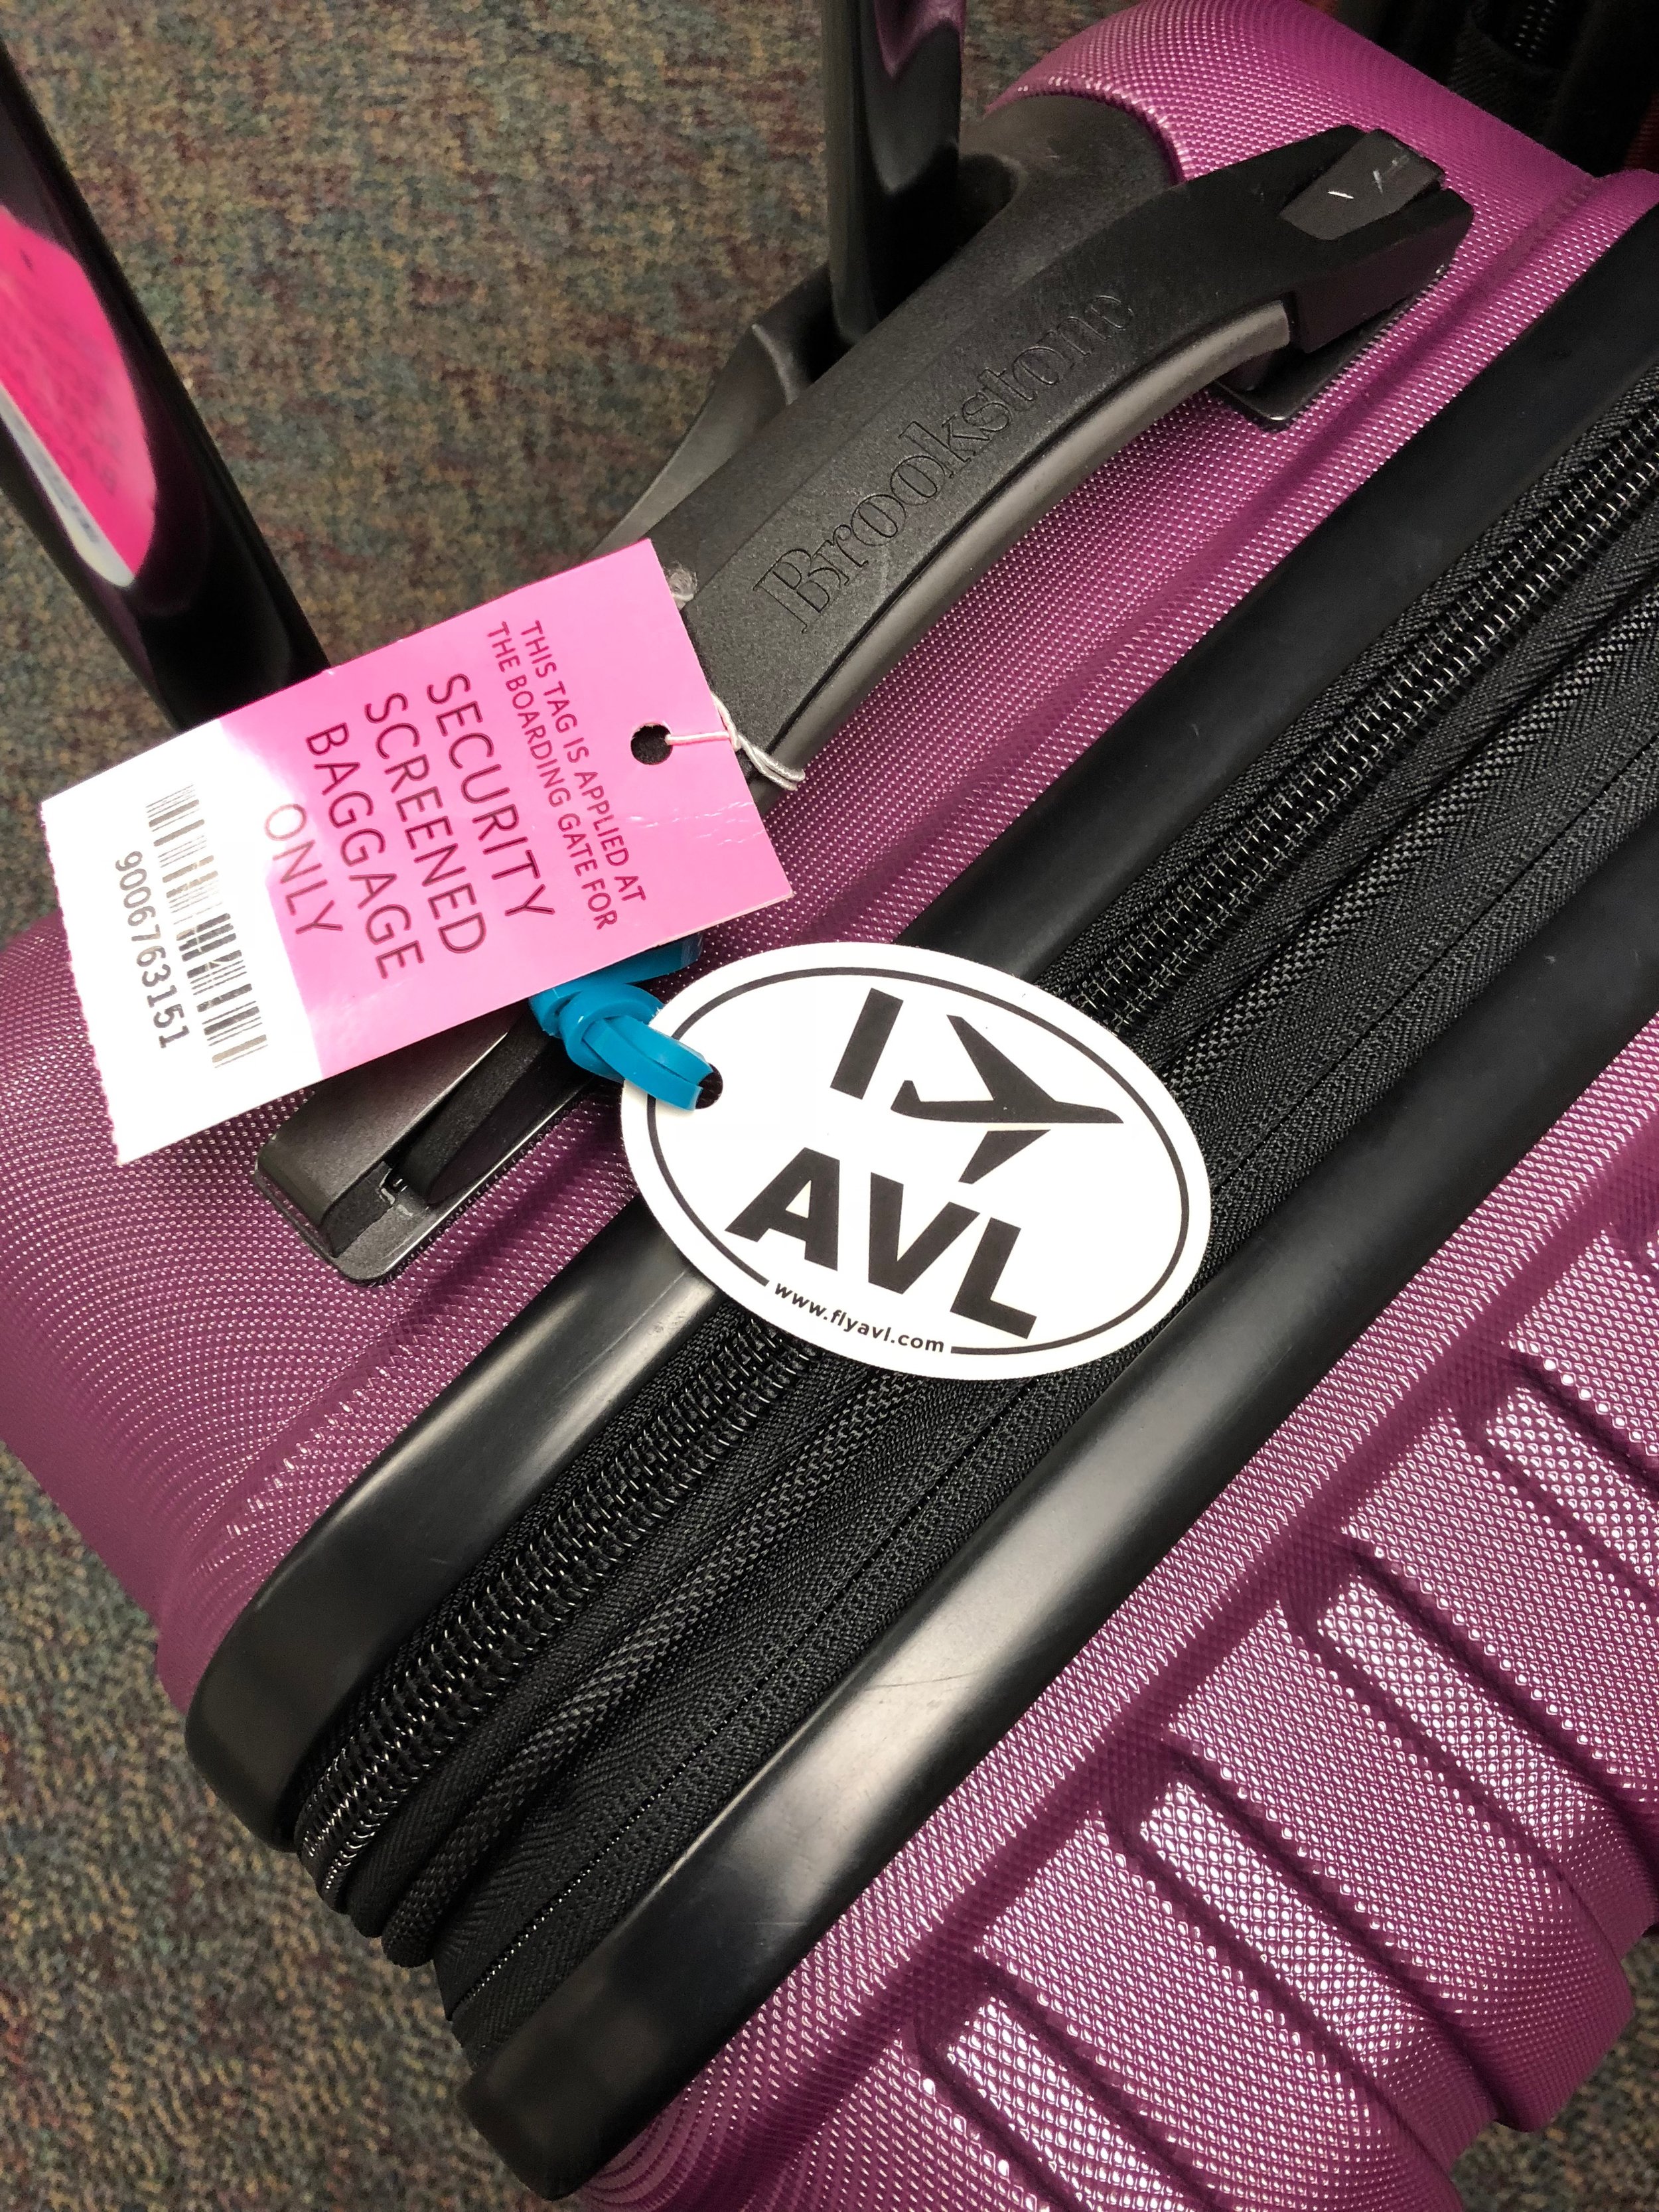 Brookstone
THIS TAG IS APPLIED AT
THE BOARDING GATE FOR
SECURITY
SCREENED
BAGGAGE
ONLY
9006763151
I
AVL
www.flyavl.com